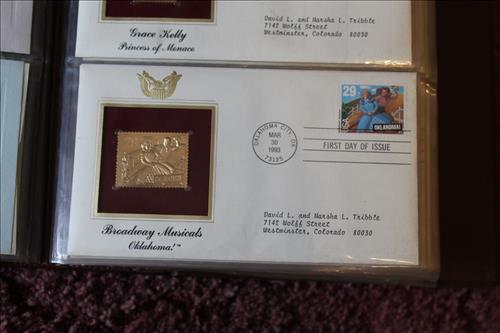 Grace Kelly
Princess of Monaco
David L. and Marsha L. Tribble
7142 Wolff Street
Westminster, Colorado 80030
29
OKLAHOMA!
OKLAHOMA CITY, OK
MAR
30
1993
73125
FIRST DAY OF ISSUE
Broadway Musicals
Oklahoma!™
David L. and Marsha L. Tribble
7142 Wolff Street
Westminster, Colorado 80030